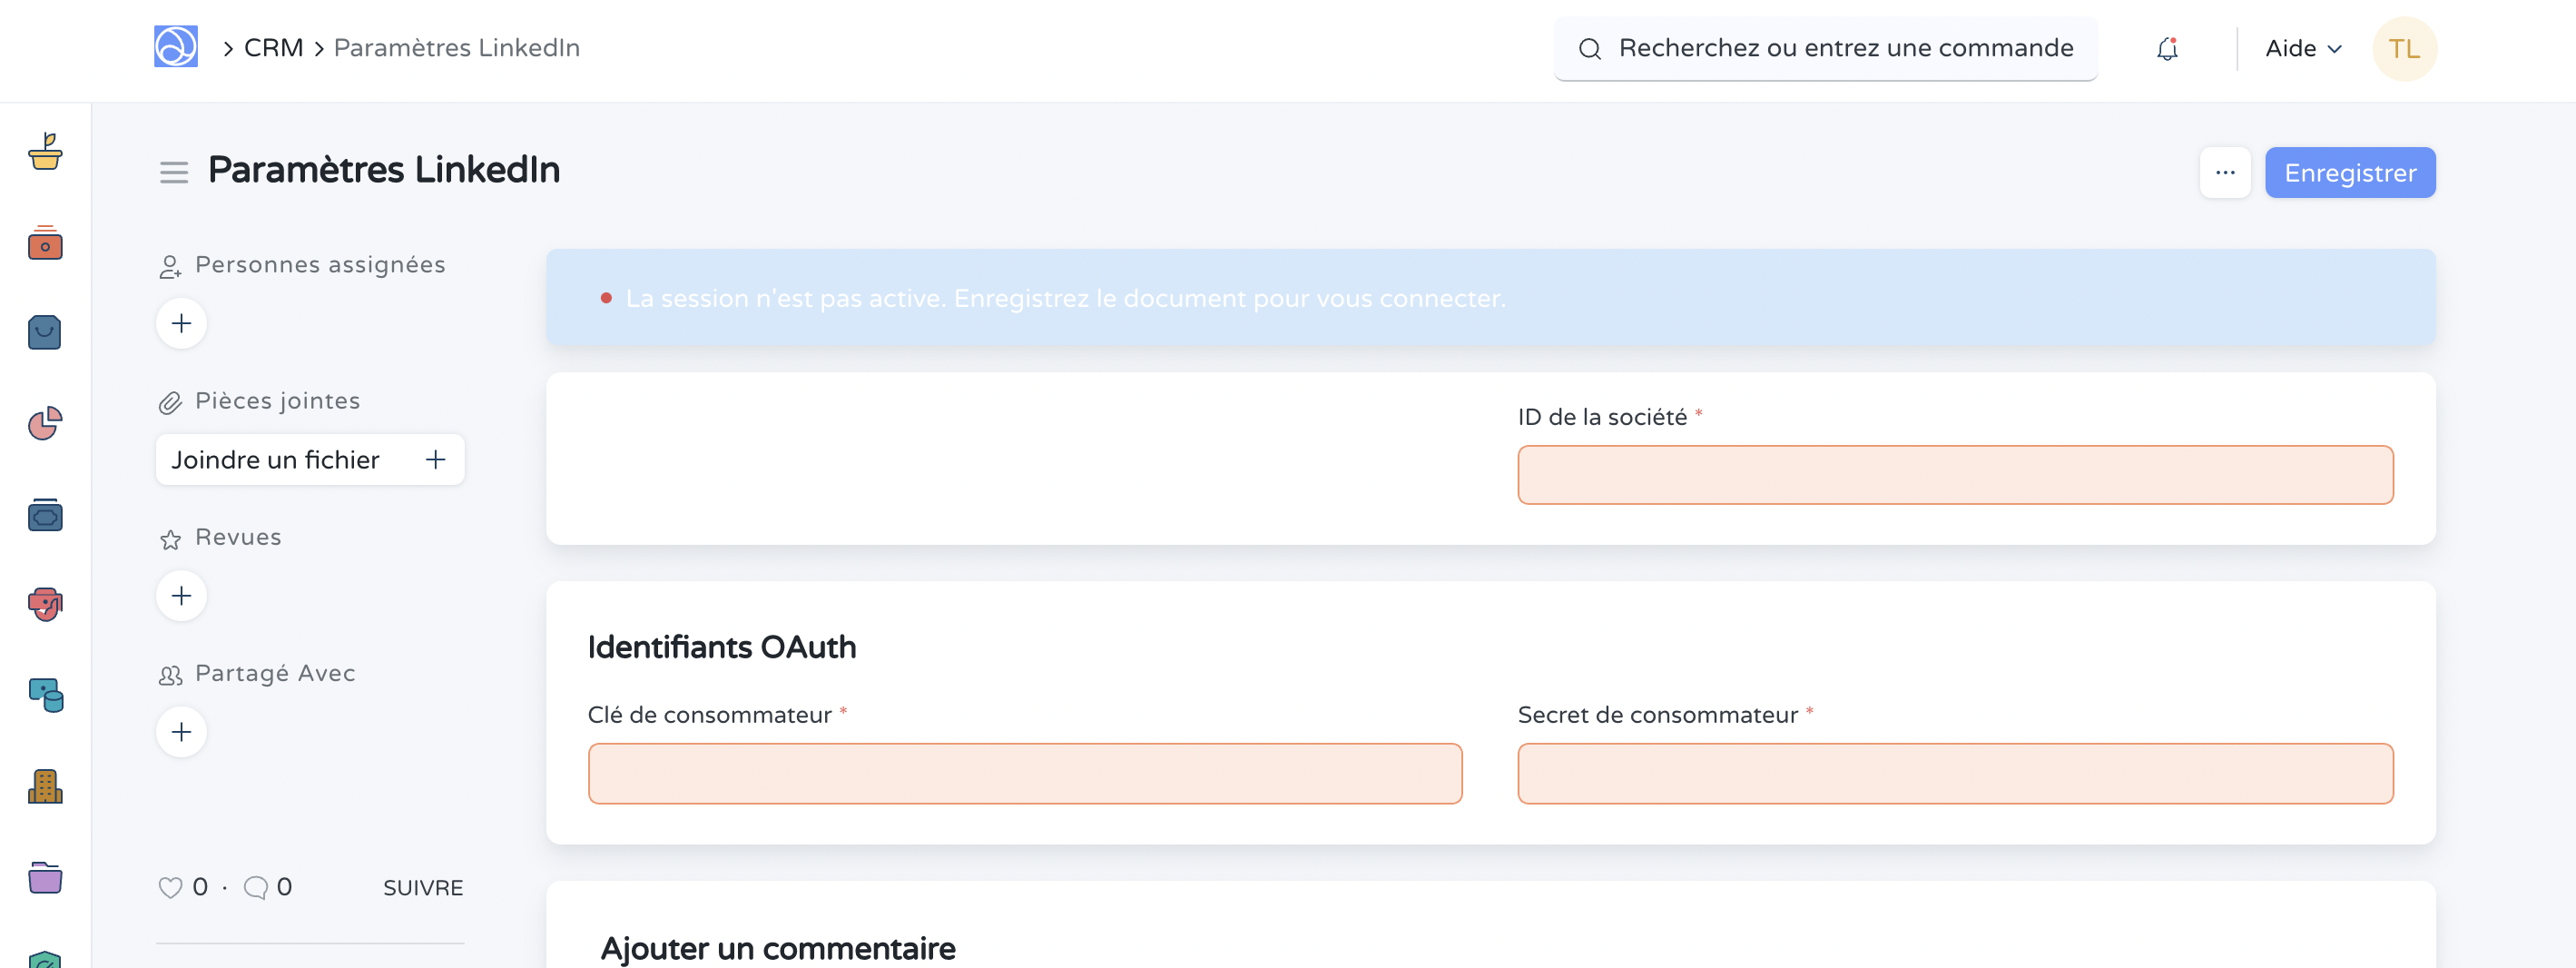 CRM
Paramètres LinkedIn
Recherchez ou entrez une commande
Aide
TL
Paramètres LinkedIn
...
Enregistrer
Personnes assignées
Pièces jointes
Joindre un fichier
Revues
Partagé Avec
0 · 0
SUIVRE
La session n'est pas active. Enregistrez le document pour vous connecter.
ID de la société *
Identifiants OAuth
Clé de consommateur *
Secret de consommateur *
Ajouter un commentaire